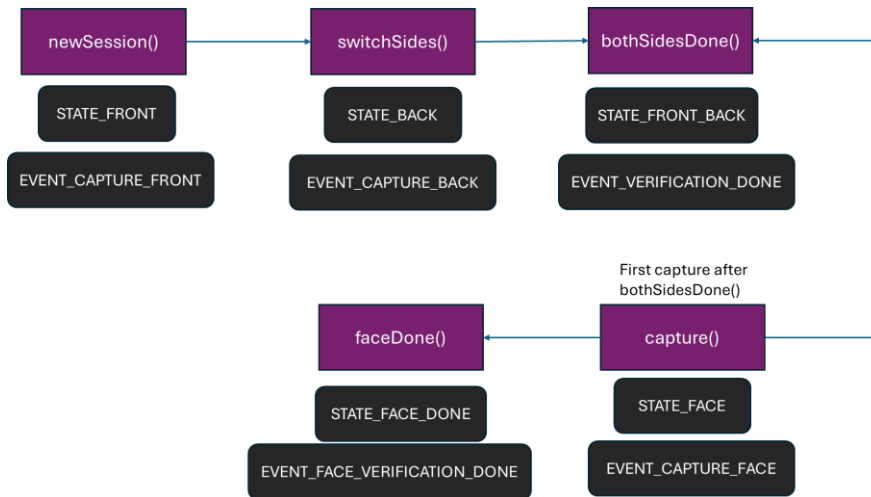 newSession()
switchSides()
bothSidesDone()
STATE_FRONT
STATE_BACK
STATE_FRONT_BACK
EVENT_CAPTURE_FRONT
EVENT_CAPTURE_BACK
EVENT_VERIFICATION_DONE
First capture after
bothSidesDone()
faceDone()
capture()
STATE_FACE_DONE
STATE_FACE
EVENT_FACE_VERIFICATION_DONE
EVENT_CAPTURE_FACE